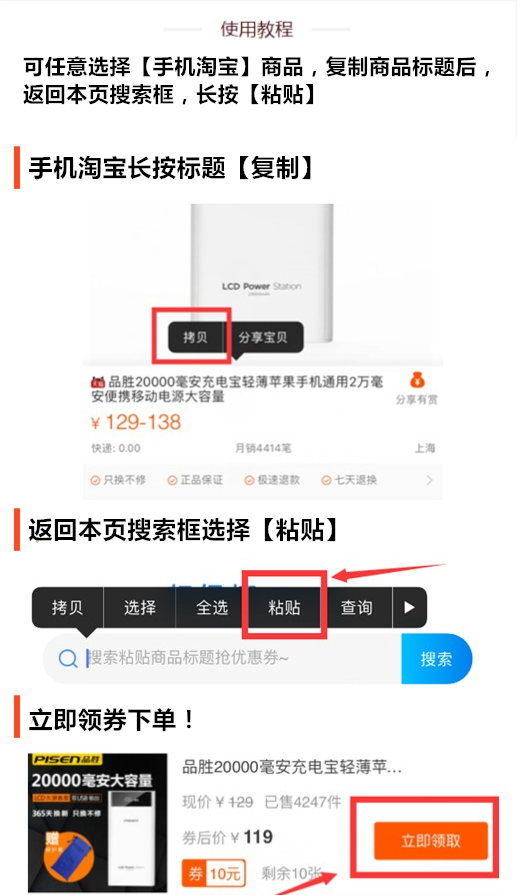 使用教程
可任意选择【手机淘宝】商品，复制商品标题后，
返回本页搜索框，长按【粘贴】
手机淘宝长按标题【复制】
LCD Power Station
拷贝 分享宝贝
品胜20000毫安充电宝轻薄苹果手机通用2万毫
安便携移动电源大容量
分享有赏
¥ 129-138
快递: 0.00 月销4414笔 上海
只换不修 正品保证 极速退款 七天退换
返回本页搜索框选择【粘贴】
拷贝 选择 全选 粘贴 查询
搜索粘贴商品标题抢优惠券~ 搜索
立即领券下单！
PISEN品胜
20000毫安大容量
365天换新 只换不修
赠
品胜20000毫安充电宝轻薄苹…
现价¥129 已售4247件
券后价¥119
立即领取
券 10元 剩余10张